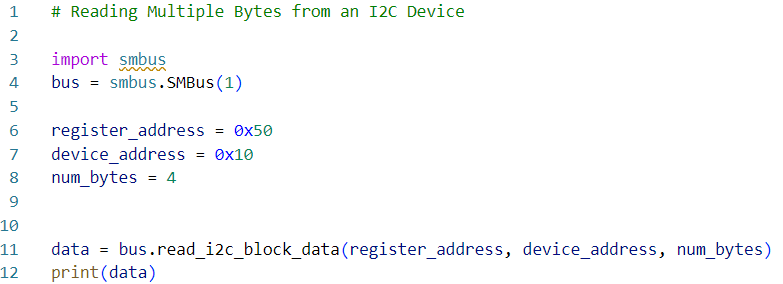 1 # Reading Multiple Bytes from an I2C Device
2
3 import smbus
4 bus = smbus.SMBus(1)
5
6 register_address = 0x50
7 device_address = 0x10
8 num_bytes = 4
9
10
11 data = bus.read_i2c_block_data(register_address, device_address, num_bytes)
12 print(data)